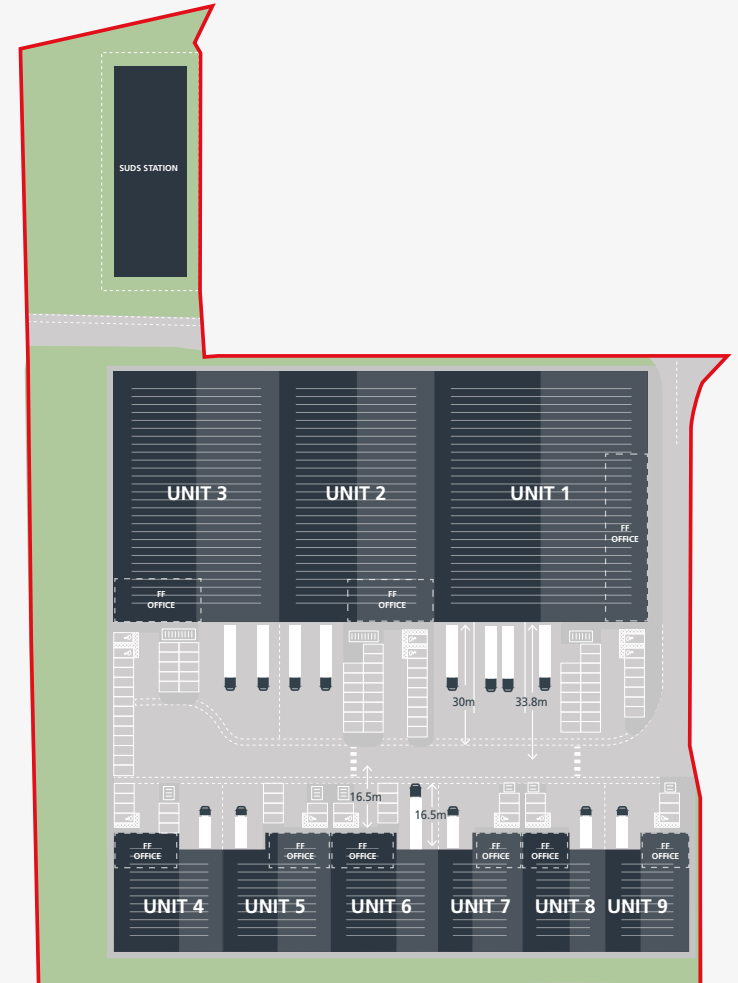 SUDS STATION
UNIT 3
UNIT 2
UNIT 1
FF
OFFICE
FF
OFFICE
FF
OFFICE
30m
33.8m
16.5m
16.5m
FF
OFFICE
FF
OFFICE
FF
OFFICE
FF
OFFICE
FF
OFFICE
FF
OFFICE
UNIT 4
UNIT 5
UNIT 6
UNIT 7
UNIT 8
UNIT 9